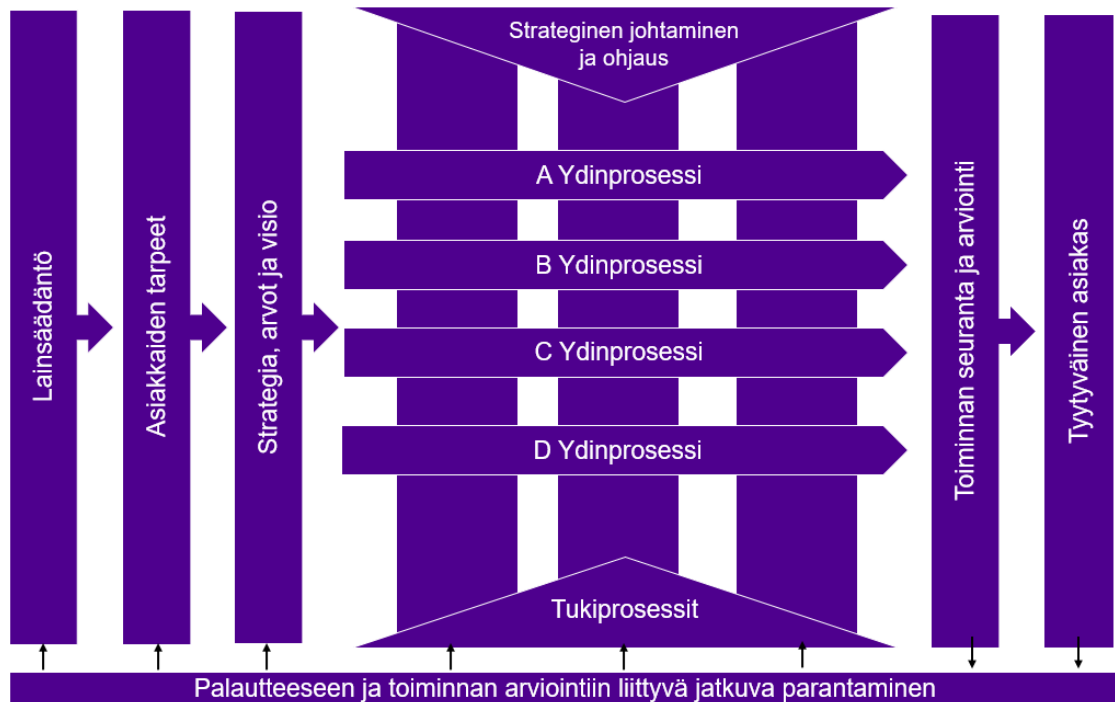 Lainsäädäntö
Asiakkaiden tarpeet
Strategia, arvot ja visio
Strateginen johtaminen
ja ohjaus
A Ydinprosessi
B Ydinprosessi
C Ydinprosessi
D Ydinprosessi
Tukiprosessit
Toiminnan seuranta ja arviointi
Tyytyväinen asiakas
Palautteeseen ja toiminnan arviointiin liittyvä jatkuva parantaminen